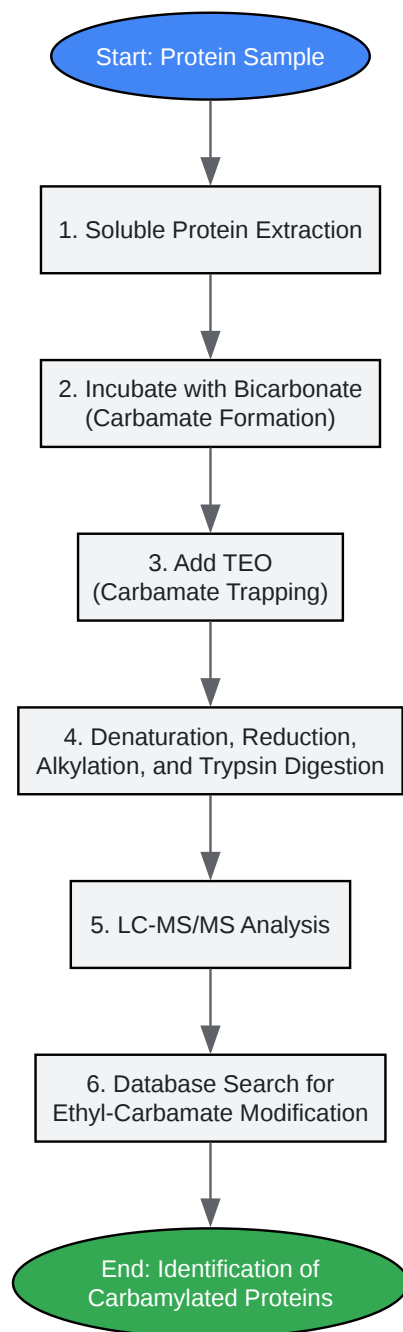 Start: Protein Sample
1. Soluble Protein Extraction
2. Incubate with Bicarbonate
(Carbamate Formation)
3. Add TEO
(Carbamate Trapping)
4. Denaturation, Reduction,
Alkylation, and Trypsin Digestion
5. LC-MS/MS Analysis
6. Database Search for
Ethyl-Carbamate Modification
End: Identification of
Carbamylated Proteins